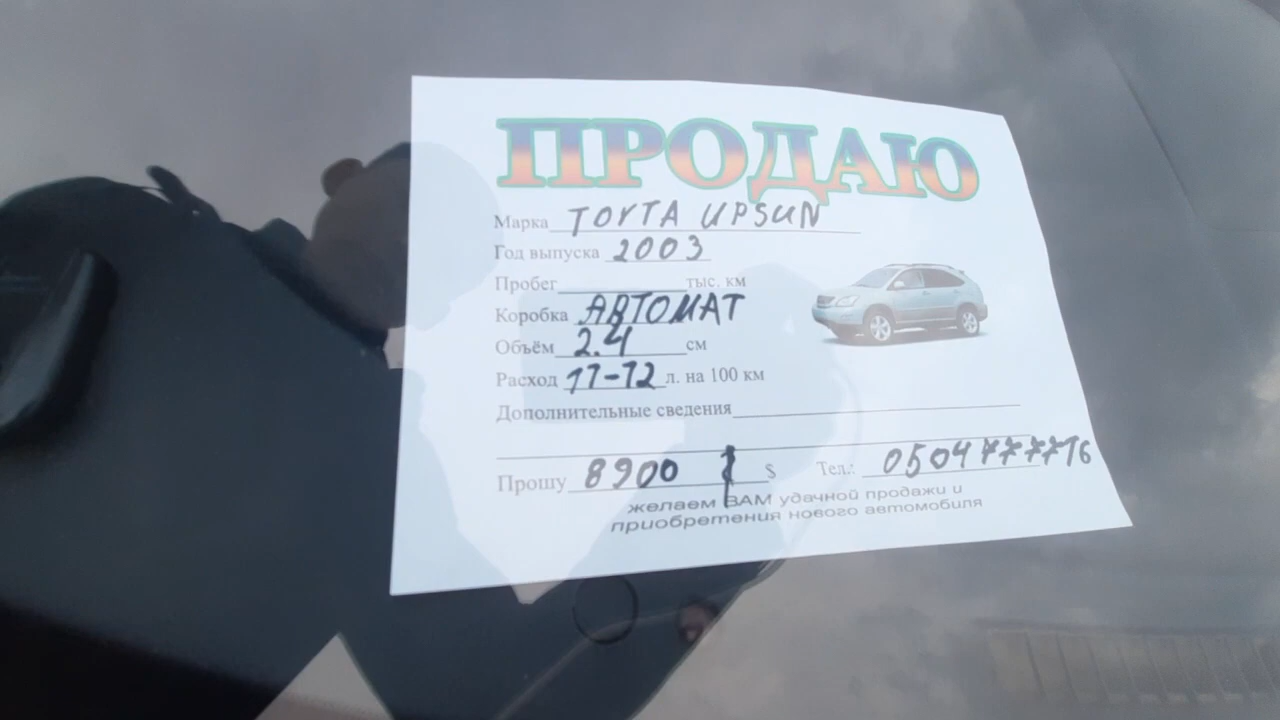 ПРОДАЮ
Марка TOYTA UPSUN
Год выпуска 2003
Пробег тыс. км
Коробка АВТОМАТ
Объём 2.4 см
Расход 11-12 л. на 100 км
Дополнительные сведения
Прошу 8900 $ Тел.: 0504777776
желаем ВАМ удачной продажи и
приобретения нового автомобиля